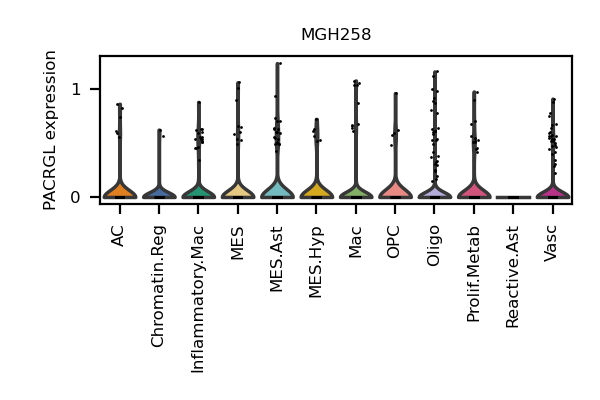 MGH258
PACRGL expression
1
0
AC
Chromatin.Reg
Inflammatory.Mac
MES
MES.Ast
MES.Hyp
Mac
OPC
Oligo
Prolif.Metab
Reactive.Ast
Vasc